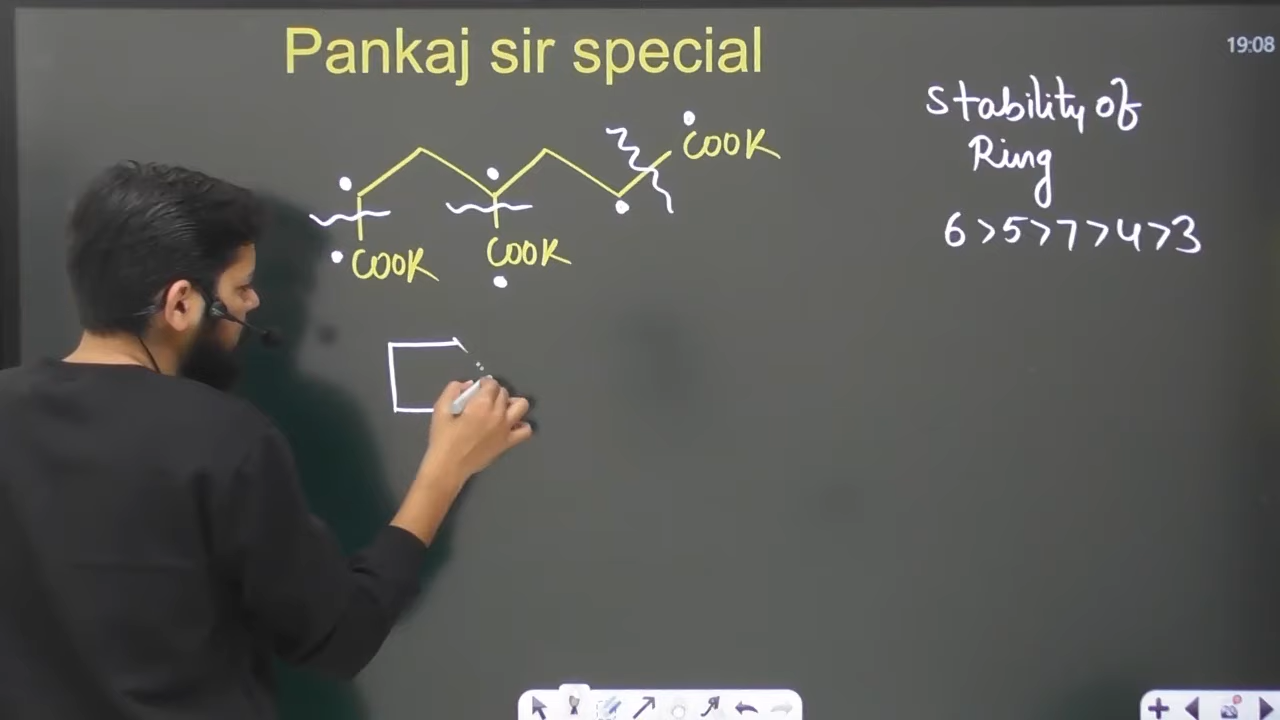 Pankaj sir special
19:08
COOK
COOK
COOK
Stability of
Ring
6>5>7>4>3